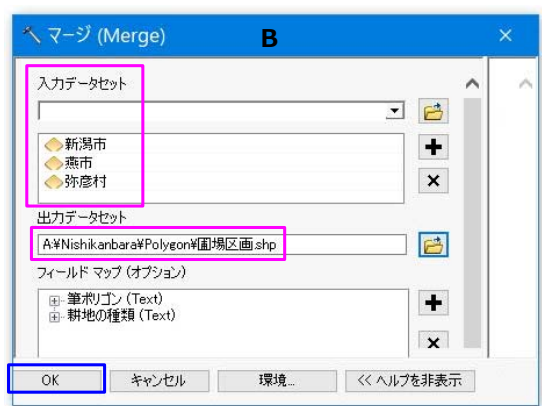 マージ (Merge)
B
入力データセット
新潟市
燕市
弥彦村
出力データセット
A:¥Nishikanbara¥Polygon¥圃場区画.shp
フィールド マップ (オプション)
筆ポリゴン (Text)
耕地の種類 (Text)
OK
キャンセル
環境...
<< ヘルプを非表示